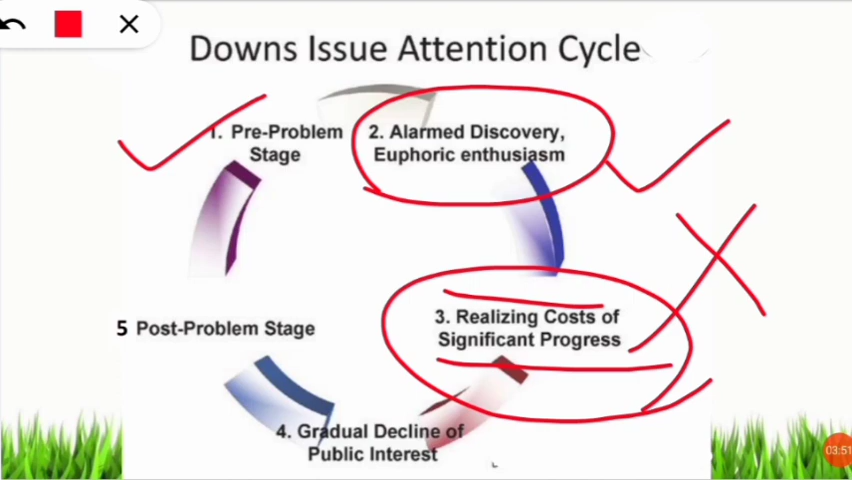 Downs Issue Attention Cycle
1. Pre-Problem
Stage
2. Alarmed Discovery,
Euphoric enthusiasm
3. Realizing Costs of
Significant Progress
4. Gradual Decline of
Public Interest
5 Post-Problem Stage
03:51